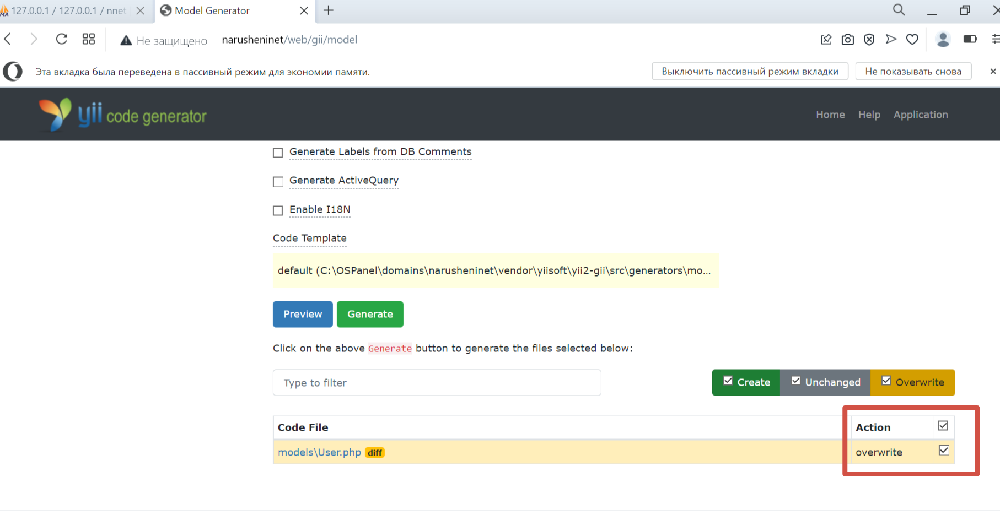 127.0.0.1 / 127.0.0.1 / nnet
Model Generator
Не защищено narusheninet/web/gii/model
Эта вкладка была переведена в пассивный режим для экономии памяти.
Выключить пассивный режим вкладки
Не показывать снова
yii code generator
Home Help Application
Generate Labels from DB Comments
Generate ActiveQuery
Enable I18N
Code Template
default (C:\OSPanel\domains\narusheninet\vendor\yiisoft\yii2-gii\src\generators\mo...
Preview Generate
Click on the above Generate button to generate the files selected below:
Type to filter
Create Unchanged Overwrite
Code File Action
models\User.php diff overwrite